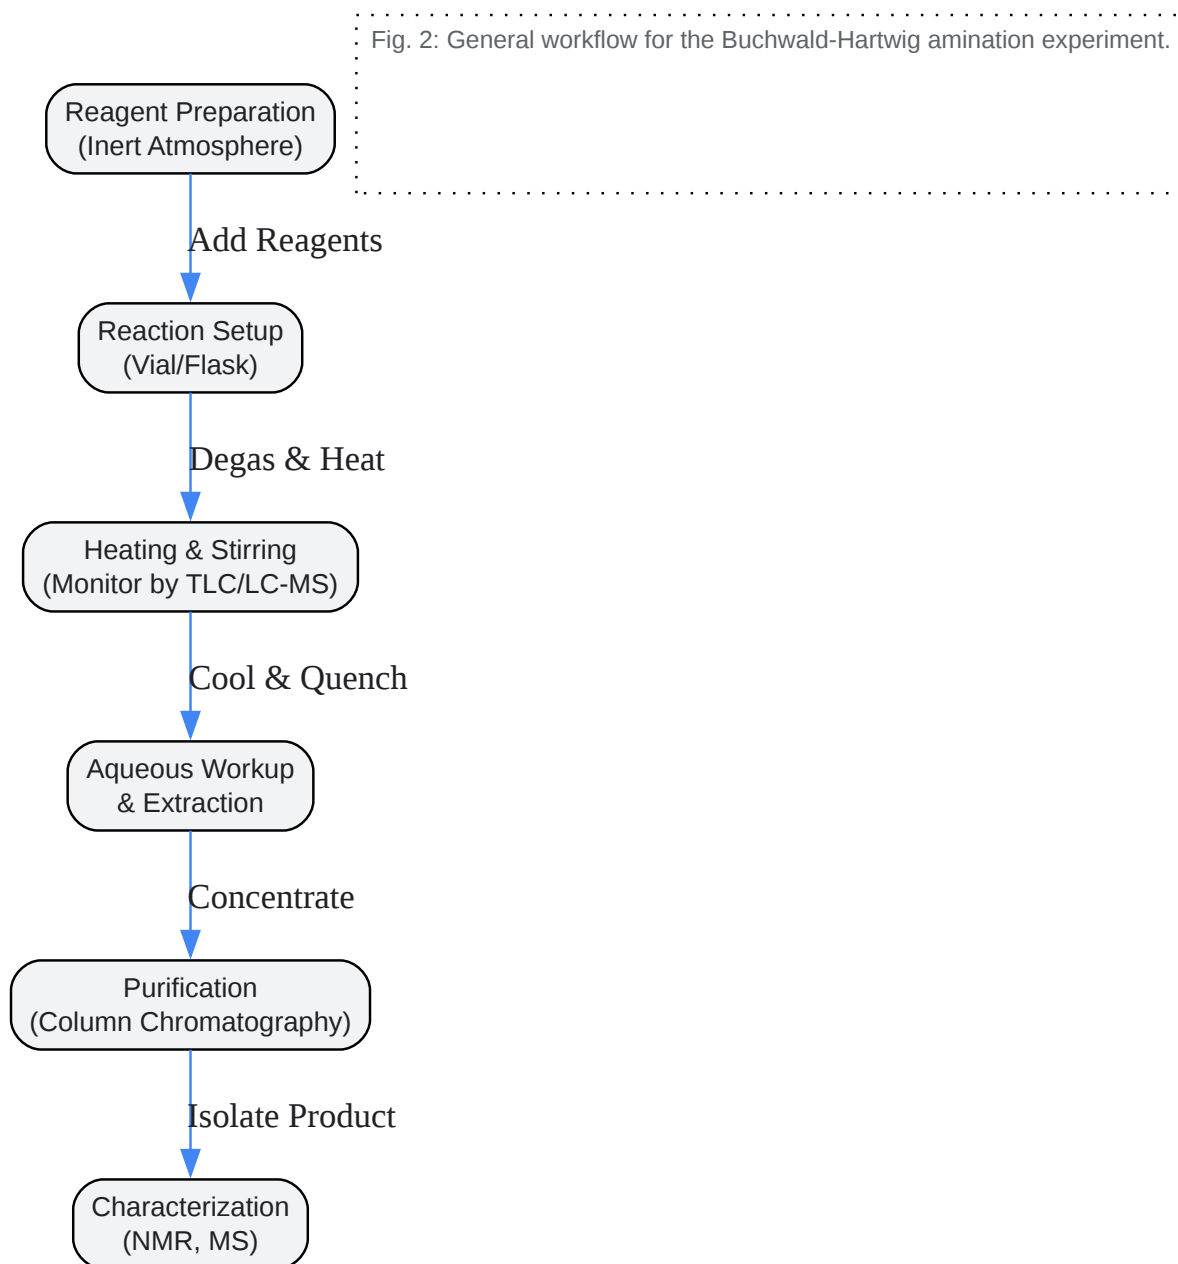 Fig. 2: General workflow for the Buchwald-Hartwig amination experiment.
Reagent Preparation
(Inert Atmosphere)
Add Reagents
Reaction Setup
(Vial/Flask)
Degas & Heat
Heating & Stirring
(Monitor by TLC/LC-MS)
Cool & Quench
Aqueous Workup
& Extraction
Concentrate
Purification
(Column Chromatography)
Isolate Product
Characterization
(NMR, MS)